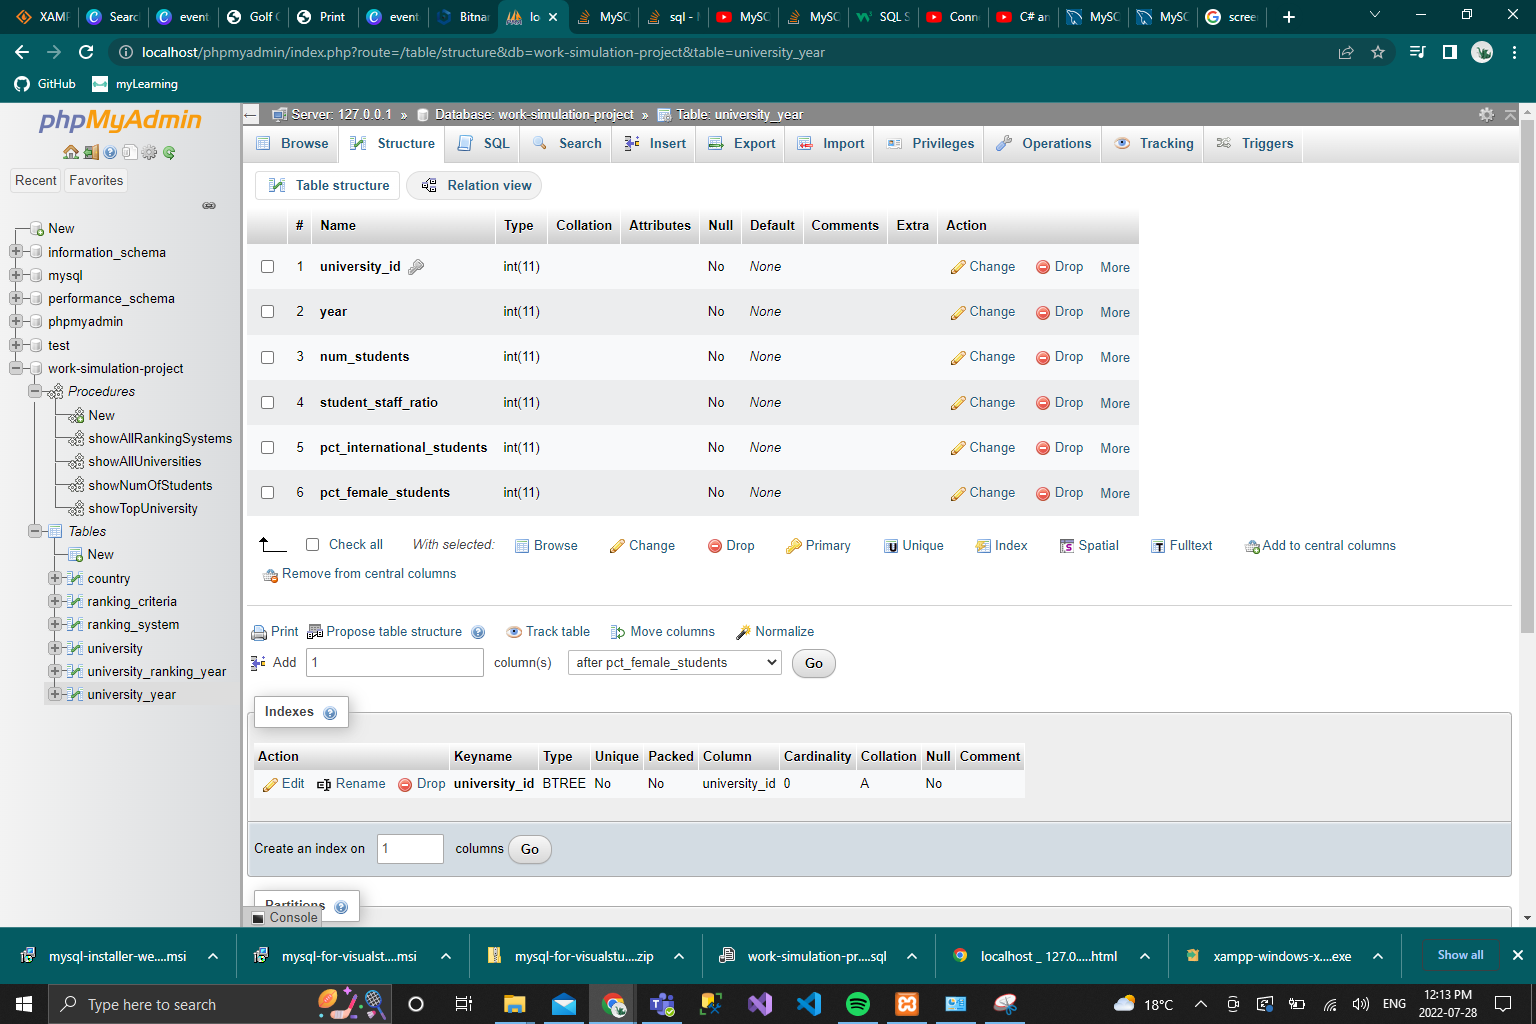 XAMF
Searc
event
Golf C
Print
event
Bitnar
lo
MySC
sql -
MySC
MySC
SQL S
Conn
C# an
MySC
MySC
scree
localhost/phpmyadmin/index.php?route=/table/structure&db=work-simulation-project&table=university_year
GitHub
myLearning
phpMyAdmin
Recent
Favorites
New
information_schema
mysql
performance_schema
phpmyadmin
test
work-simulation-project
Procedures
New
showAllRankingSystems
showAllUniversities
showNumOfStudents
showTopUniversity
Tables
New
country
ranking_criteria
ranking_system
university
university_ranking_year
university_year
Server: 127.0.0.1 » Database: work-simulation-project » Table: university_year
Browse Structure SQL Search Insert Export Import Privileges Operations Tracking Triggers
Table structure Relation view
# Name Type Collation Attributes Null Default Comments Extra Action
1 university_id int(11) No None Change Drop More
2 year int(11) No None Change Drop More
3 num_students int(11) No None Change Drop More
4 student_staff_ratio int(11) No None Change Drop More
5 pct_international_students int(11) No None Change Drop More
6 pct_female_students int(11) No None Change Drop More
Check all With selected: Browse Change Drop Primary Unique Index Spatial Fulltext Add to central columns
Remove from central columns
Print Propose table structure Track table Move columns Normalize
Add 1 column(s) after pct_female_students Go
Indexes
Action Keyname Type Unique Packed Column Cardinality Collation Null Comment
Edit Rename Drop university_id BTREE No No university_id 0 A No
Create an index on 1 columns Go
Partitions
Console
mysql-installer-we....msi
mysql-for-visualst....msi
mysql-for-visualstu....zip
work-simulation-pr....sql
localhost _ 127.0.....html
xampp-windows-x....exe
Show all
Type here to search
18°C
ENG
12:13 PM
2022-07-28